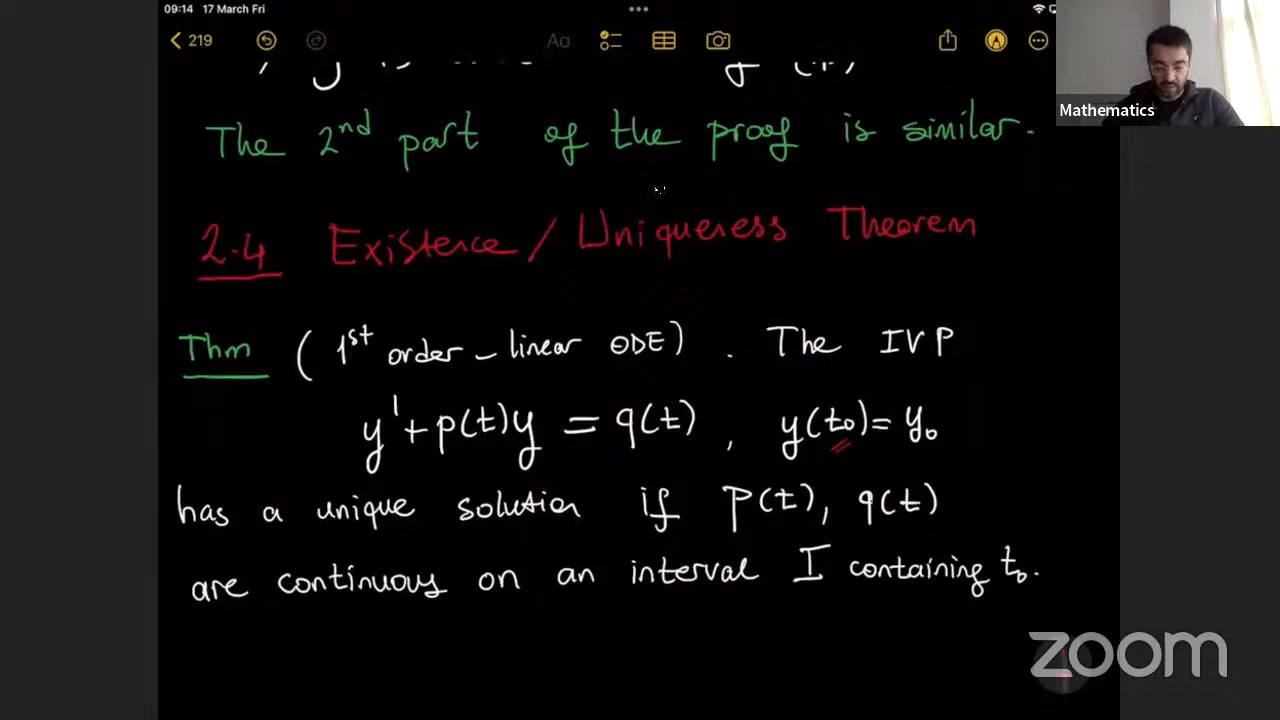 09:14 17 March Fri
219
Aa
Mathematics
The 2nd part of the proof is similar.
2.4 Existence / Uniqueness Theorem
Thm (1st order - linear ODE). The IVP
y' + p(t)y = q(t), y(t₀) = y₀
has a unique solution if p(t), q(t)
are continuous on an interval I containing t₀.
zoom